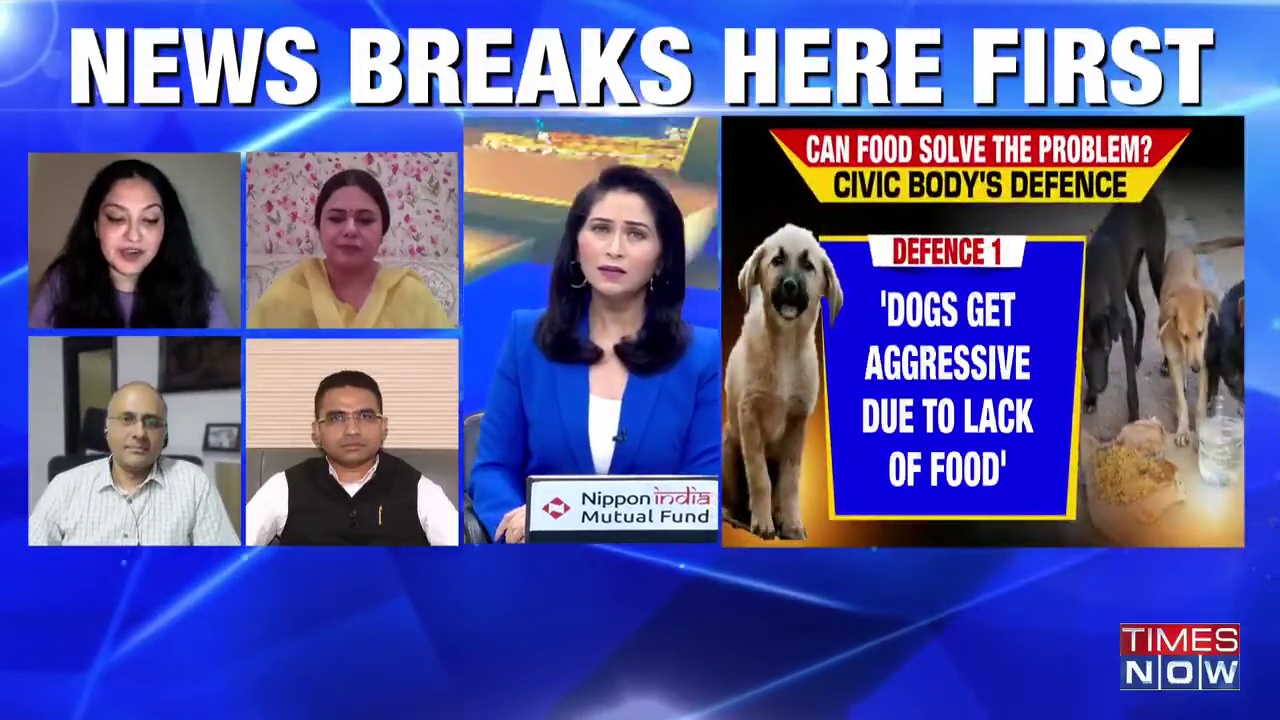 NEWS BREAKS HERE FIRST
CAN FOOD SOLVE THE PROBLEM?
CIVIC BODY'S DEFENCE
DEFENCE 1
'DOGS GET
AGGRESSIVE
DUE TO LACK
OF FOOD'
Nippon india
Mutual Fund
TIMES
NOW